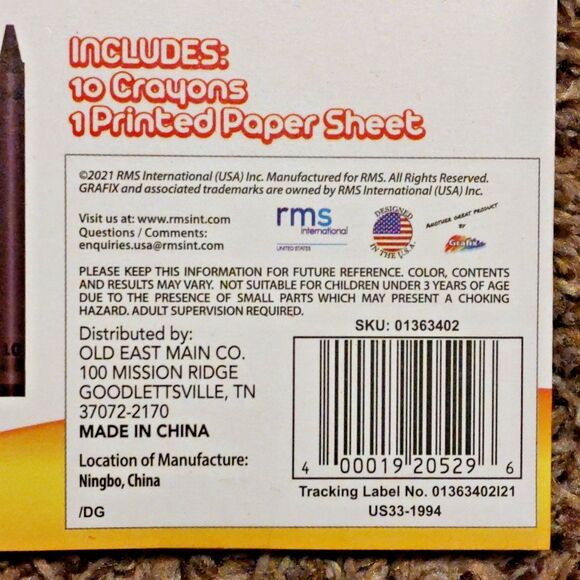 INCLUDES:
10 Crayons
1 Printed Paper Sheet
©2021 RMS International (USA) Inc. Manufactured for RMS. All Rights Reserved.
GRAFIX and associated trademarks are owned by RMS International (USA) Inc.
Visit us at: www.rmsint.com
Questions / Comments:
enquiries.usa@rmsint.com
rms
international
UNITED STATES
DESIGNED
IN THE U.S.A.
ANOTHER GREAT PRODUCT
BY
Grafix
PLEASE KEEP THIS INFORMATION FOR FUTURE REFERENCE. COLOR, CONTENTS
AND RESULTS MAY VARY. NOT SUITABLE FOR CHILDREN UNDER 3 YEARS OF AGE
DUE TO THE PRESENCE OF SMALL PARTS WHICH MAY PRESENT A CHOKING
HAZARD. ADULT SUPERVISION REQUIRED.
Distributed by:
OLD EAST MAIN CO.
100 MISSION RIDGE
GOODLETTSVILLE, TN
37072-2170
MADE IN CHINA
Location of Manufacture:
Ningbo, China
/DG
SKU: 01363402
4 00019 20529 6
Tracking Label No. 01363402I21
US33-1994